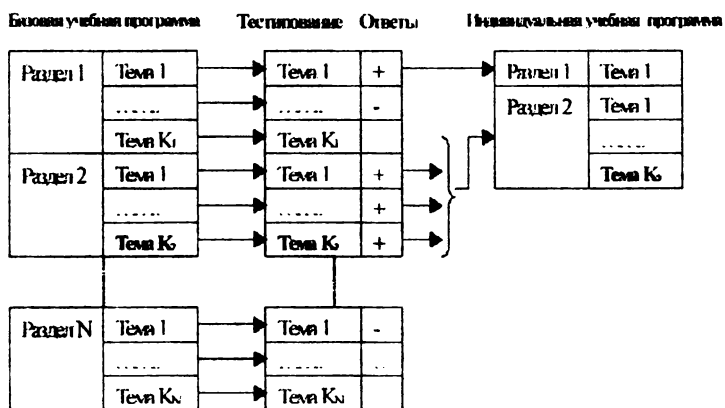 Базовая учебная программа Тестирование Ответы Индивидуальная учебная программа
Раздел 1 Тема 1 Тема 1 + Раздел 1 Тема 1
....... ....... - Раздел 2 Тема 1
Тема K₁ Тема K₁ .......
Раздел 2 Тема 1 Тема 1 + Тема K₂
....... ....... +
Тема K₂ Тема K₂ +
Раздел N Тема 1 Тема 1 -
....... ....... ..
Тема K_N Тема K_N